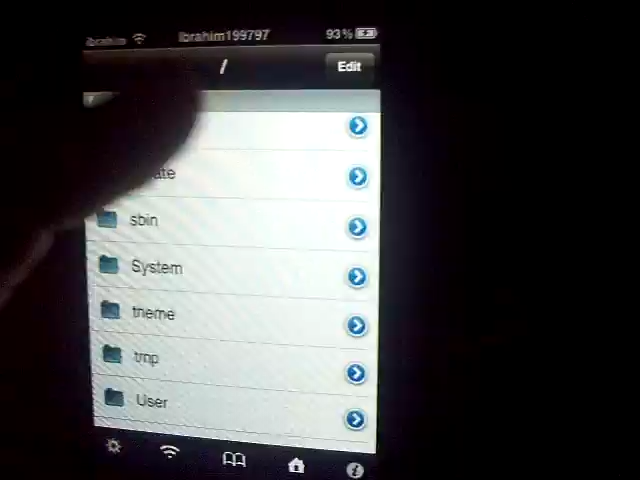 ibrahim Ibrahim199797 93%
/ Edit
sbin
System
theme
tmp
User